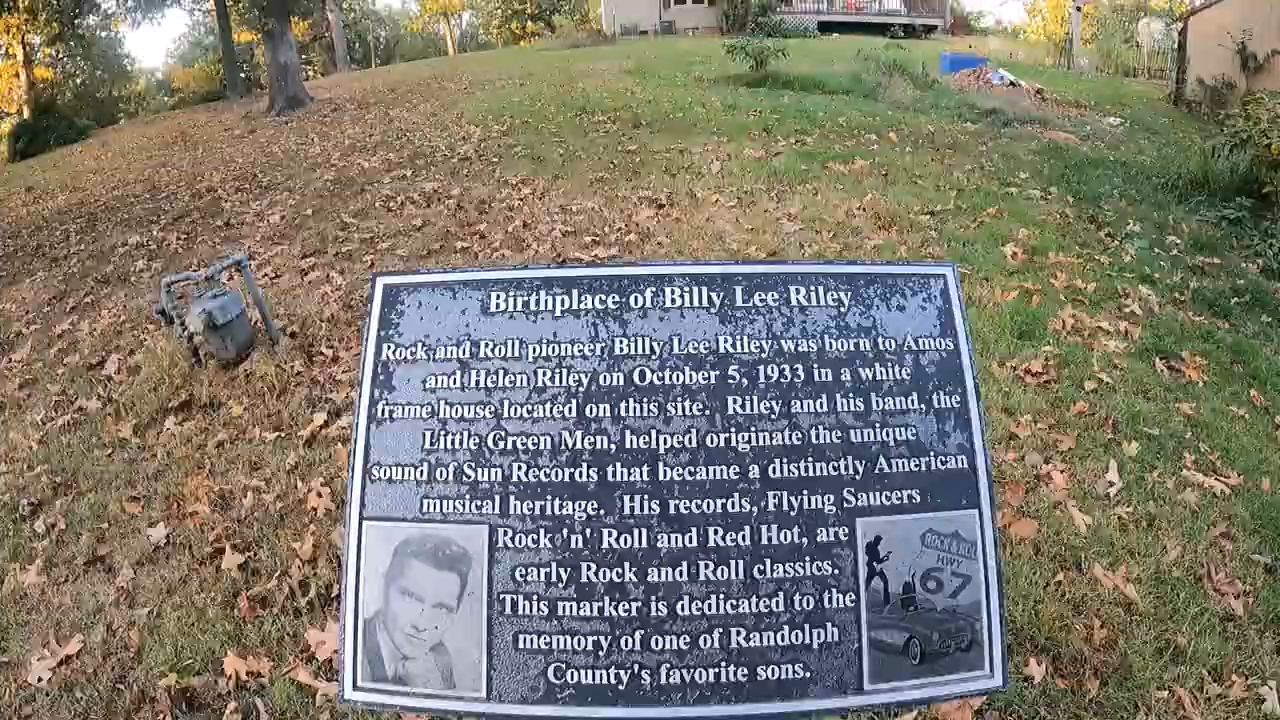 Birthplace of Billy Lee Riley
Rock and Roll pioneer Billy Lee Riley was born to Amos
and Helen Riley on October 5, 1933 in a white
frame house located on this site. Riley and his band, the
Little Green Men, helped originate the unique
sound of Sun Records that became a distinctly American
musical heritage. His records, Flying Saucers
Rock 'n' Roll and Red Hot, are
early Rock and Roll classics.
This marker is dedicated to the
memory of one of Randolph
County's favorite sons.
ROCK & ROLL
HWY
67